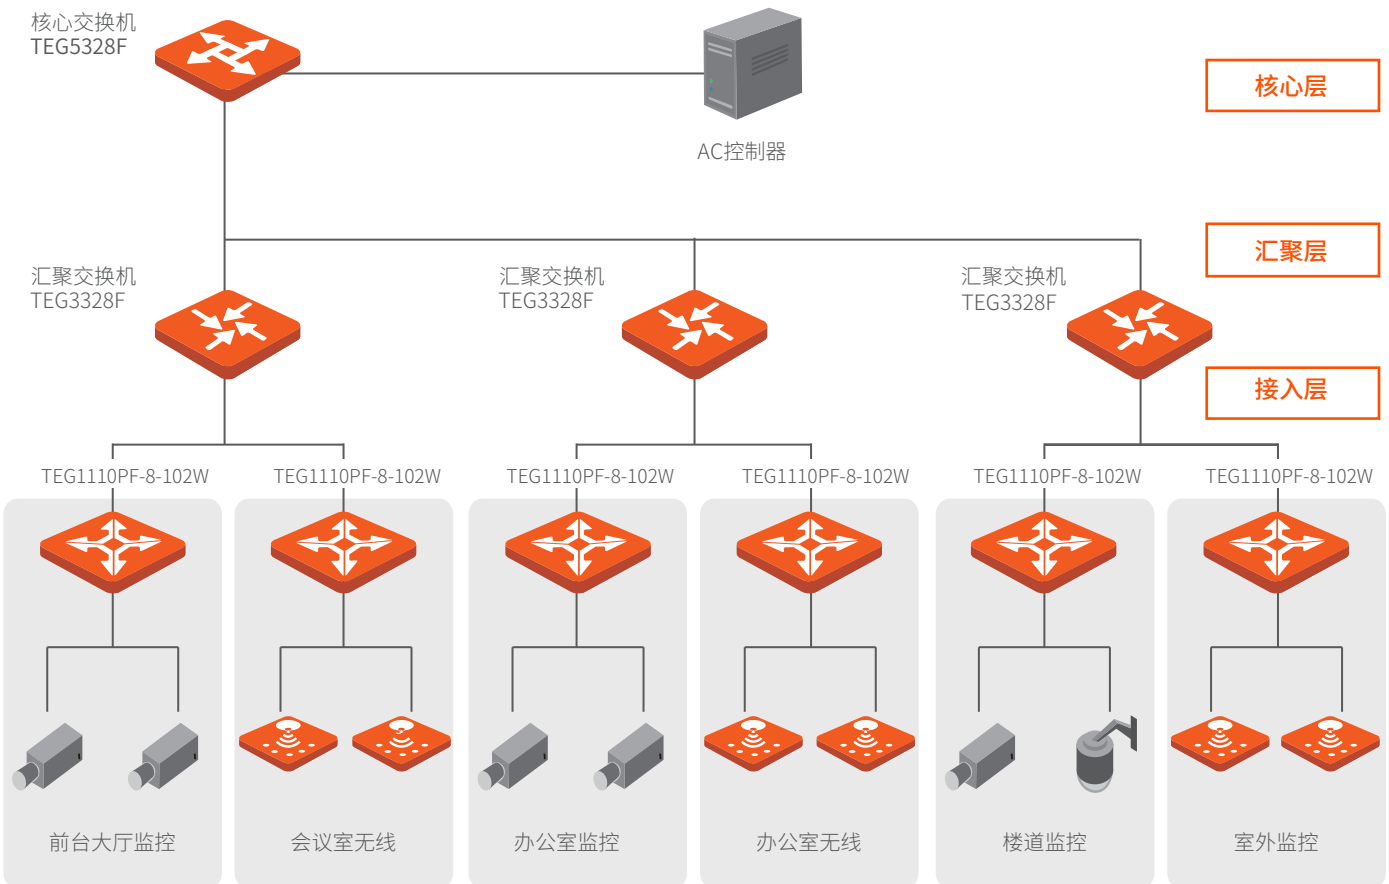 核心交换机
TEG5328F
核心层
AC控制器
汇聚层
汇聚交换机
TEG3328F
汇聚交换机
TEG3328F
汇聚交换机
TEG3328F
接入层
TEG1110PF-8-102W
TEG1110PF-8-102W
TEG1110PF-8-102W
TEG1110PF-8-102W
TEG1110PF-8-102W
TEG1110PF-8-102W
前台大厅监控
会议室无线
办公室监控
办公室无线
楼道监控
室外监控